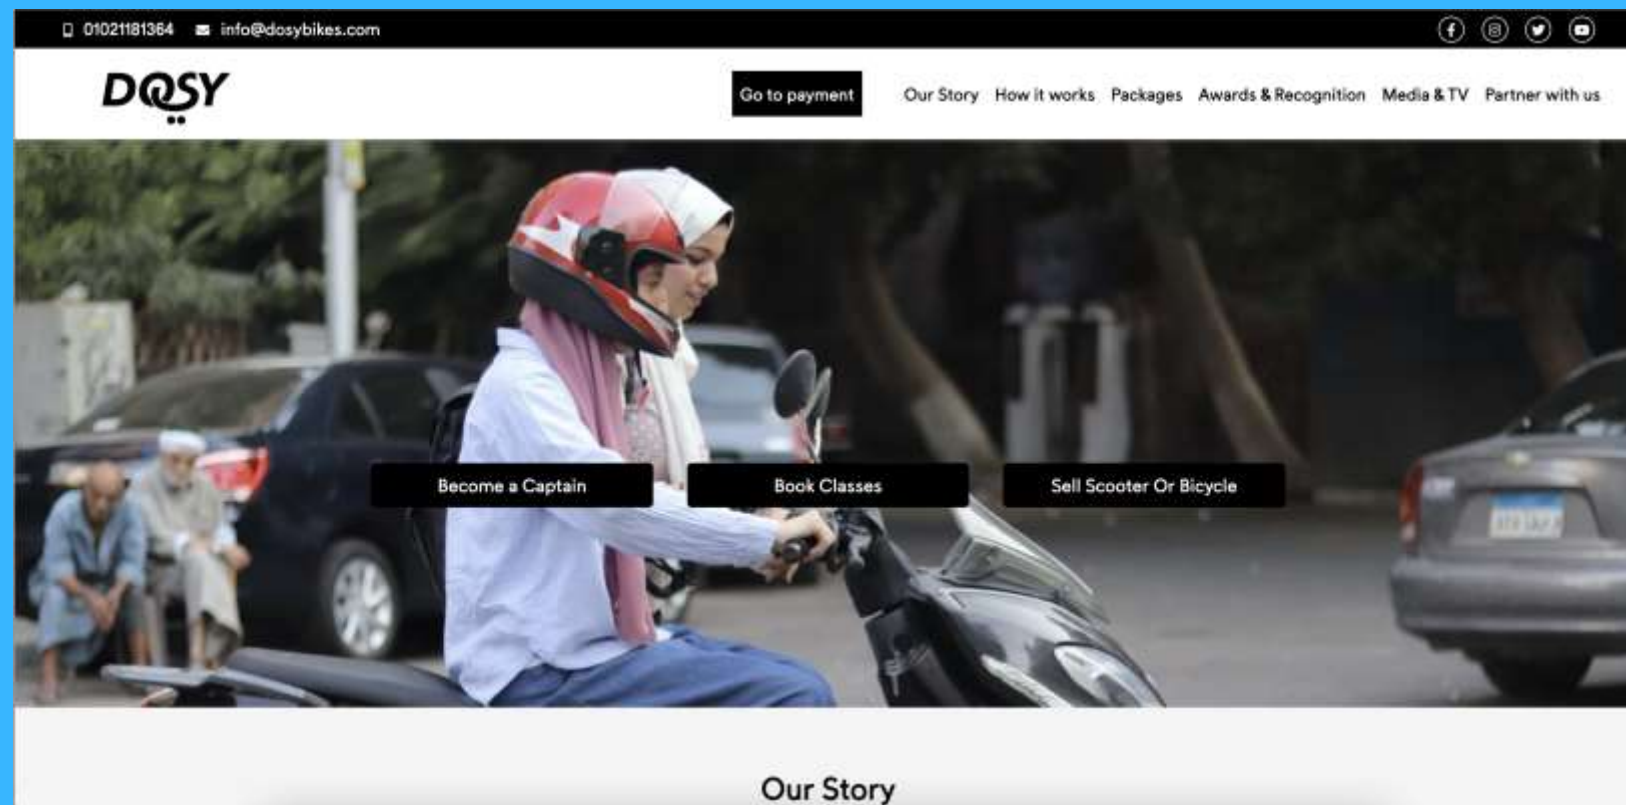 01021181364 info@dosybikes.com
DOSY
Go to payment Our Story How it works Packages Awards & Recognition Media & TV Partner with us
Become a Captain Book Classes Sell Scooter Or Bicycle
Our Story